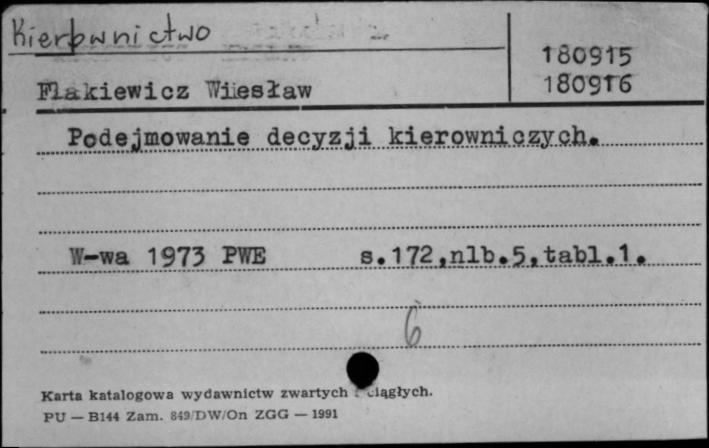 Kierownictwo
180915
180916
Flakiewicz Wiesław
Podejmowanie decyzji kierowniczych.
W-wa 1973 PWE s.172,nlb.5,tabl.1.
6
Karta katalogowa wydawnictw zwartych i ciągłych.
PU — B144 Zam. 849/DW/On ZGG — 1991